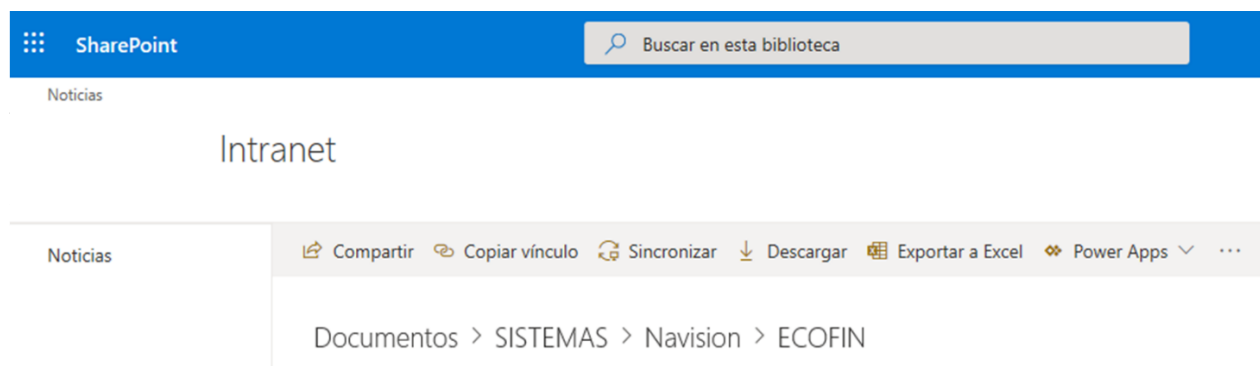 SharePoint Buscar en esta biblioteca
Noticias
Intranet
Noticias Compartir Copiar vínculo Sincronizar Descargar Exportar a Excel Power Apps ...
Documentos > SISTEMAS > Navision > ECOFIN